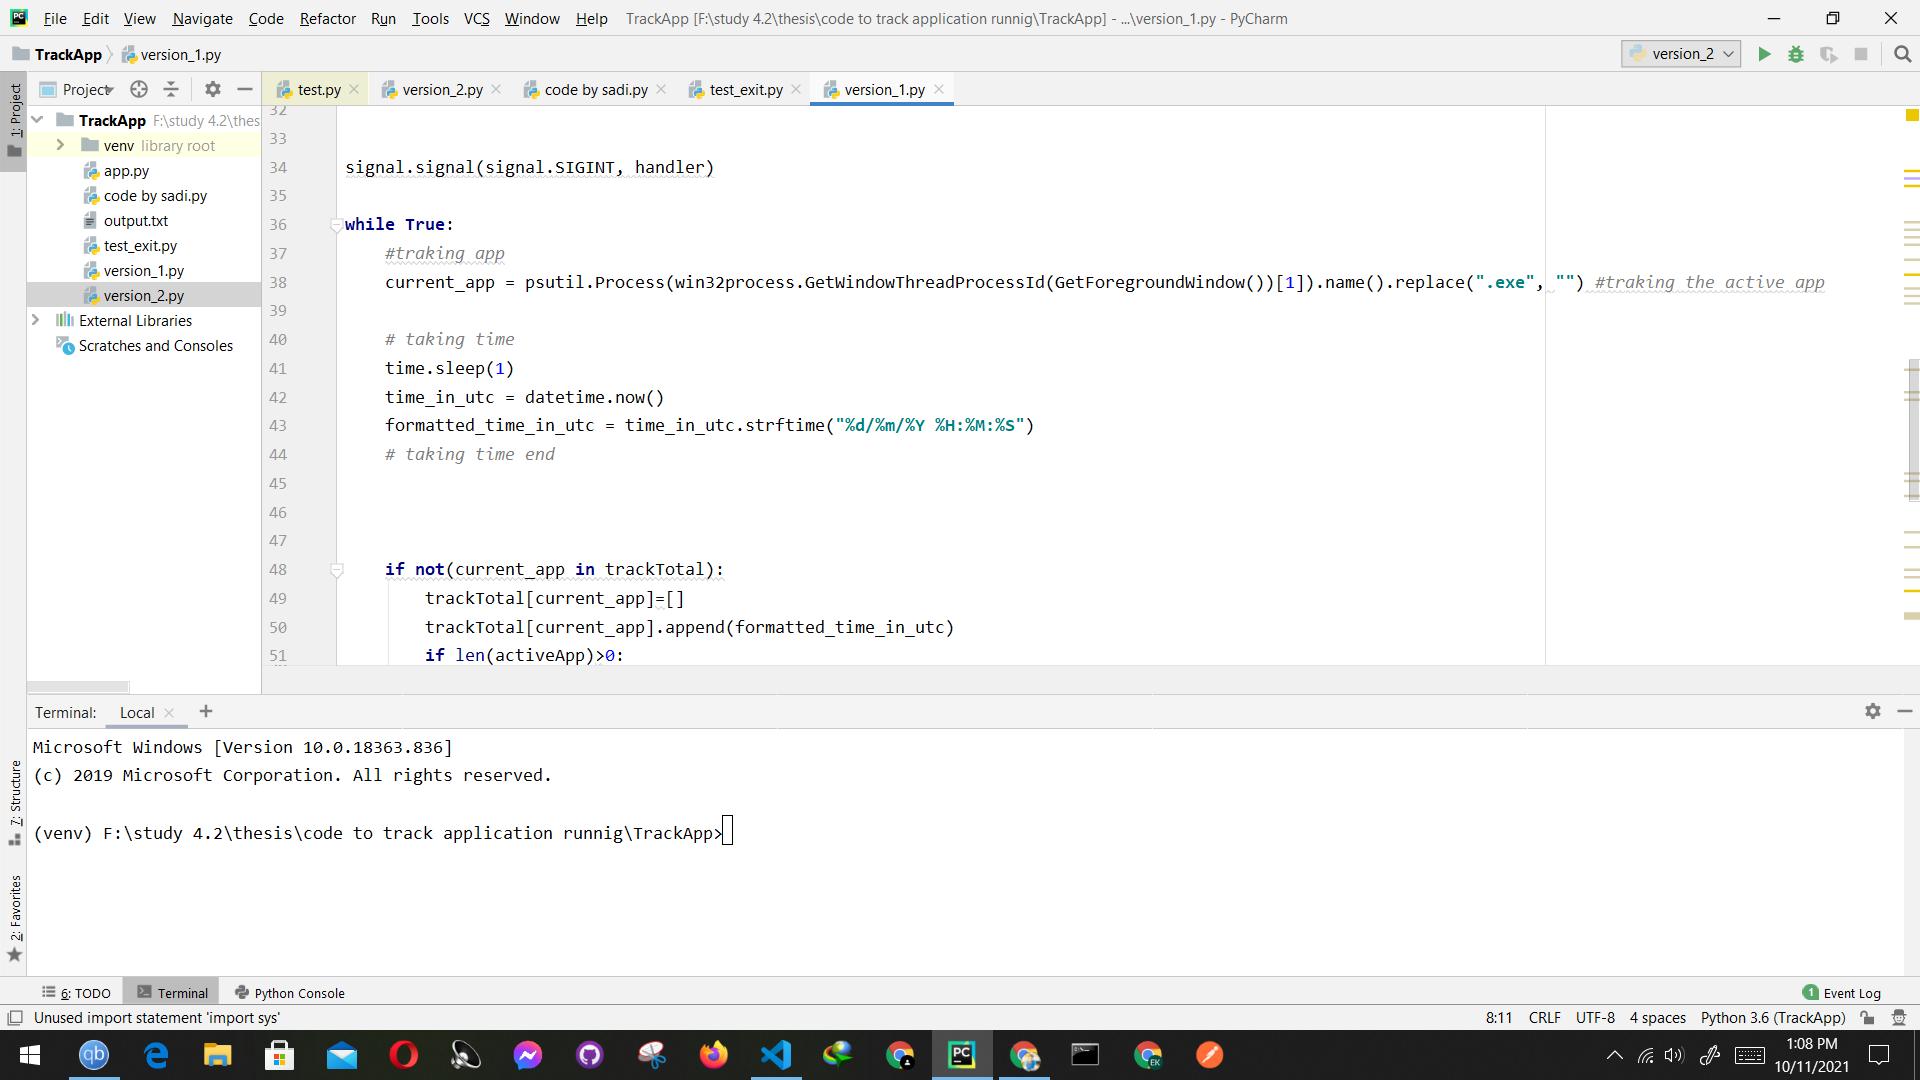 File Edit View Navigate Code Refactor Run Tools VCS Window Help TrackApp [F:\study 4.2\thesis\code to track application runnig\TrackApp] - ...\version_1.py - PyCharm
TrackApp version_1.py version_2
1: Project
Project
test.py version_2.py code by sadi.py test_exit.py version_1.py
TrackApp F:\study 4.2\thes
venv library root
app.py
code by sadi.py
output.txt
test_exit.py
version_1.py
version_2.py
External Libraries
Scratches and Consoles
32
33
34 signal.signal(signal.SIGINT, handler)
35
36 while True:
37 #traking app
38 current_app = psutil.Process(win32process.GetWindowThreadProcessId(GetForegroundWindow())[1]).name().replace(".exe", "") #traking the active app
39
40 # taking time
41 time.sleep(1)
42 time_in_utc = datetime.now()
43 formatted_time_in_utc = time_in_utc.strftime("%d/%m/%Y %H:%M:%S")
44 # taking time end
45
46
47
48 if not(current_app in trackTotal):
49 trackTotal[current_app]=[]
50 trackTotal[current_app].append(formatted_time_in_utc)
51 if len(activeApp)>0:
Terminal: Local
Microsoft Windows [Version 10.0.18363.836]
(c) 2019 Microsoft Corporation. All rights reserved.
(venv) F:\study 4.2\thesis\code to track application runnig\TrackApp>
7: Structure
2: Favorites
6: TODO Terminal Python Console 1 Event Log
Unused import statement 'import sys' 8:11 CRLF UTF-8 4 spaces Python 3.6 (TrackApp)
qb PC EK 1:08 PM
10/11/2021